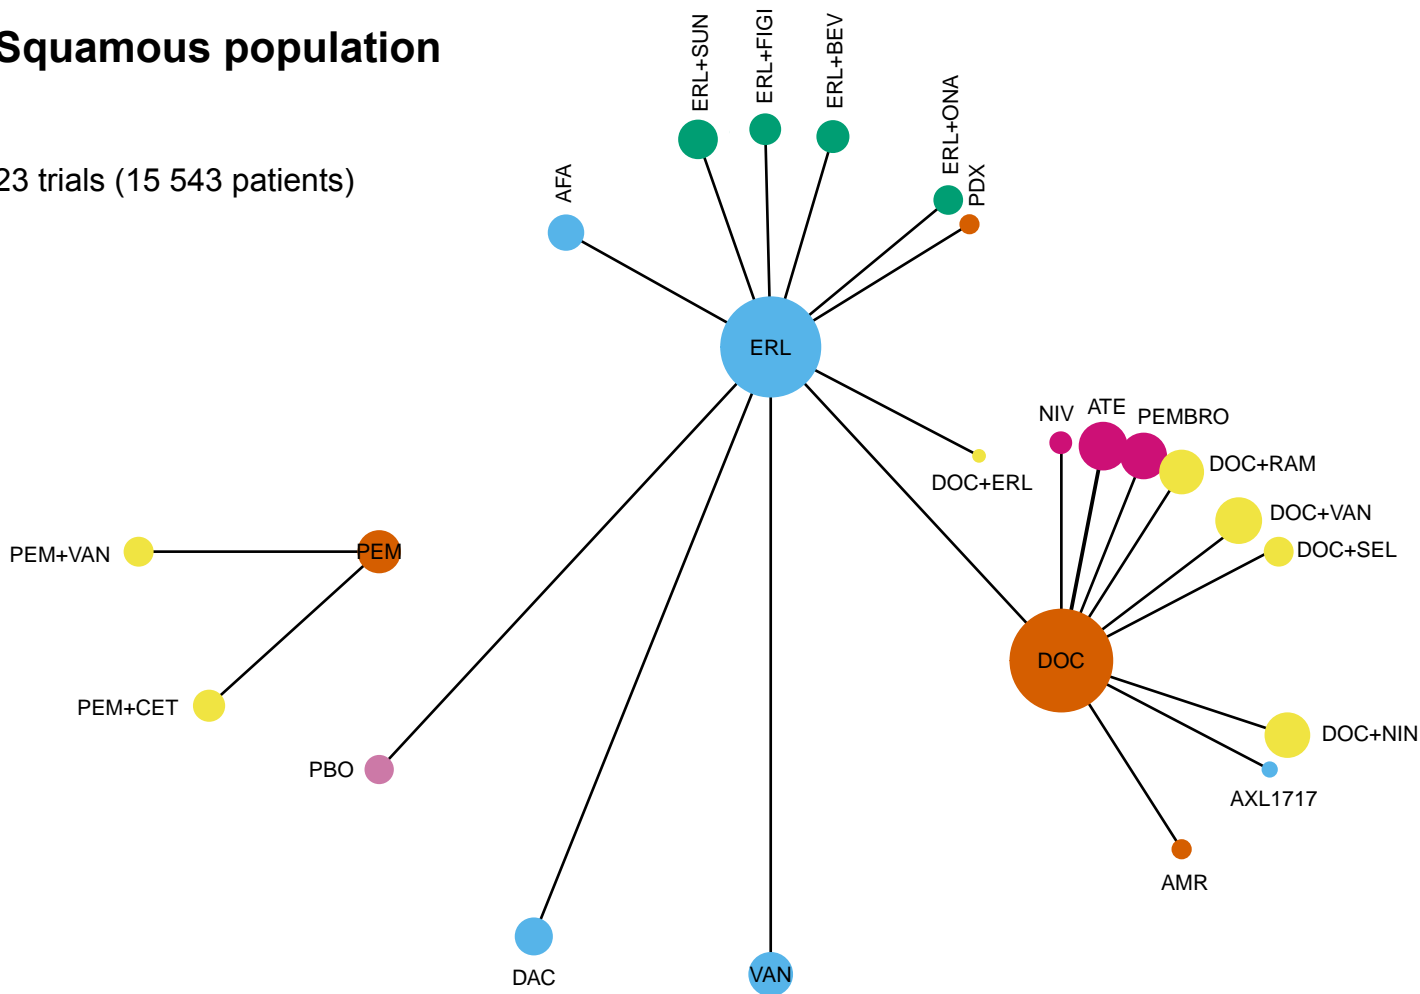 Squamous population
23 trials (15 543 patients)
ERL+SUN
ERL+FIGI
ERL+BEV
ERL+ONA
PDX
AFA
ERL
NIV
ATE
PEMBRO
DOC+RAM
DOC+ERL
DOC+VAN
DOC+SEL
PEM+VAN
PEM
DOC
PEM+CET
DOC+NIN
PBO
AXL1717
AMR
DAC
VAN